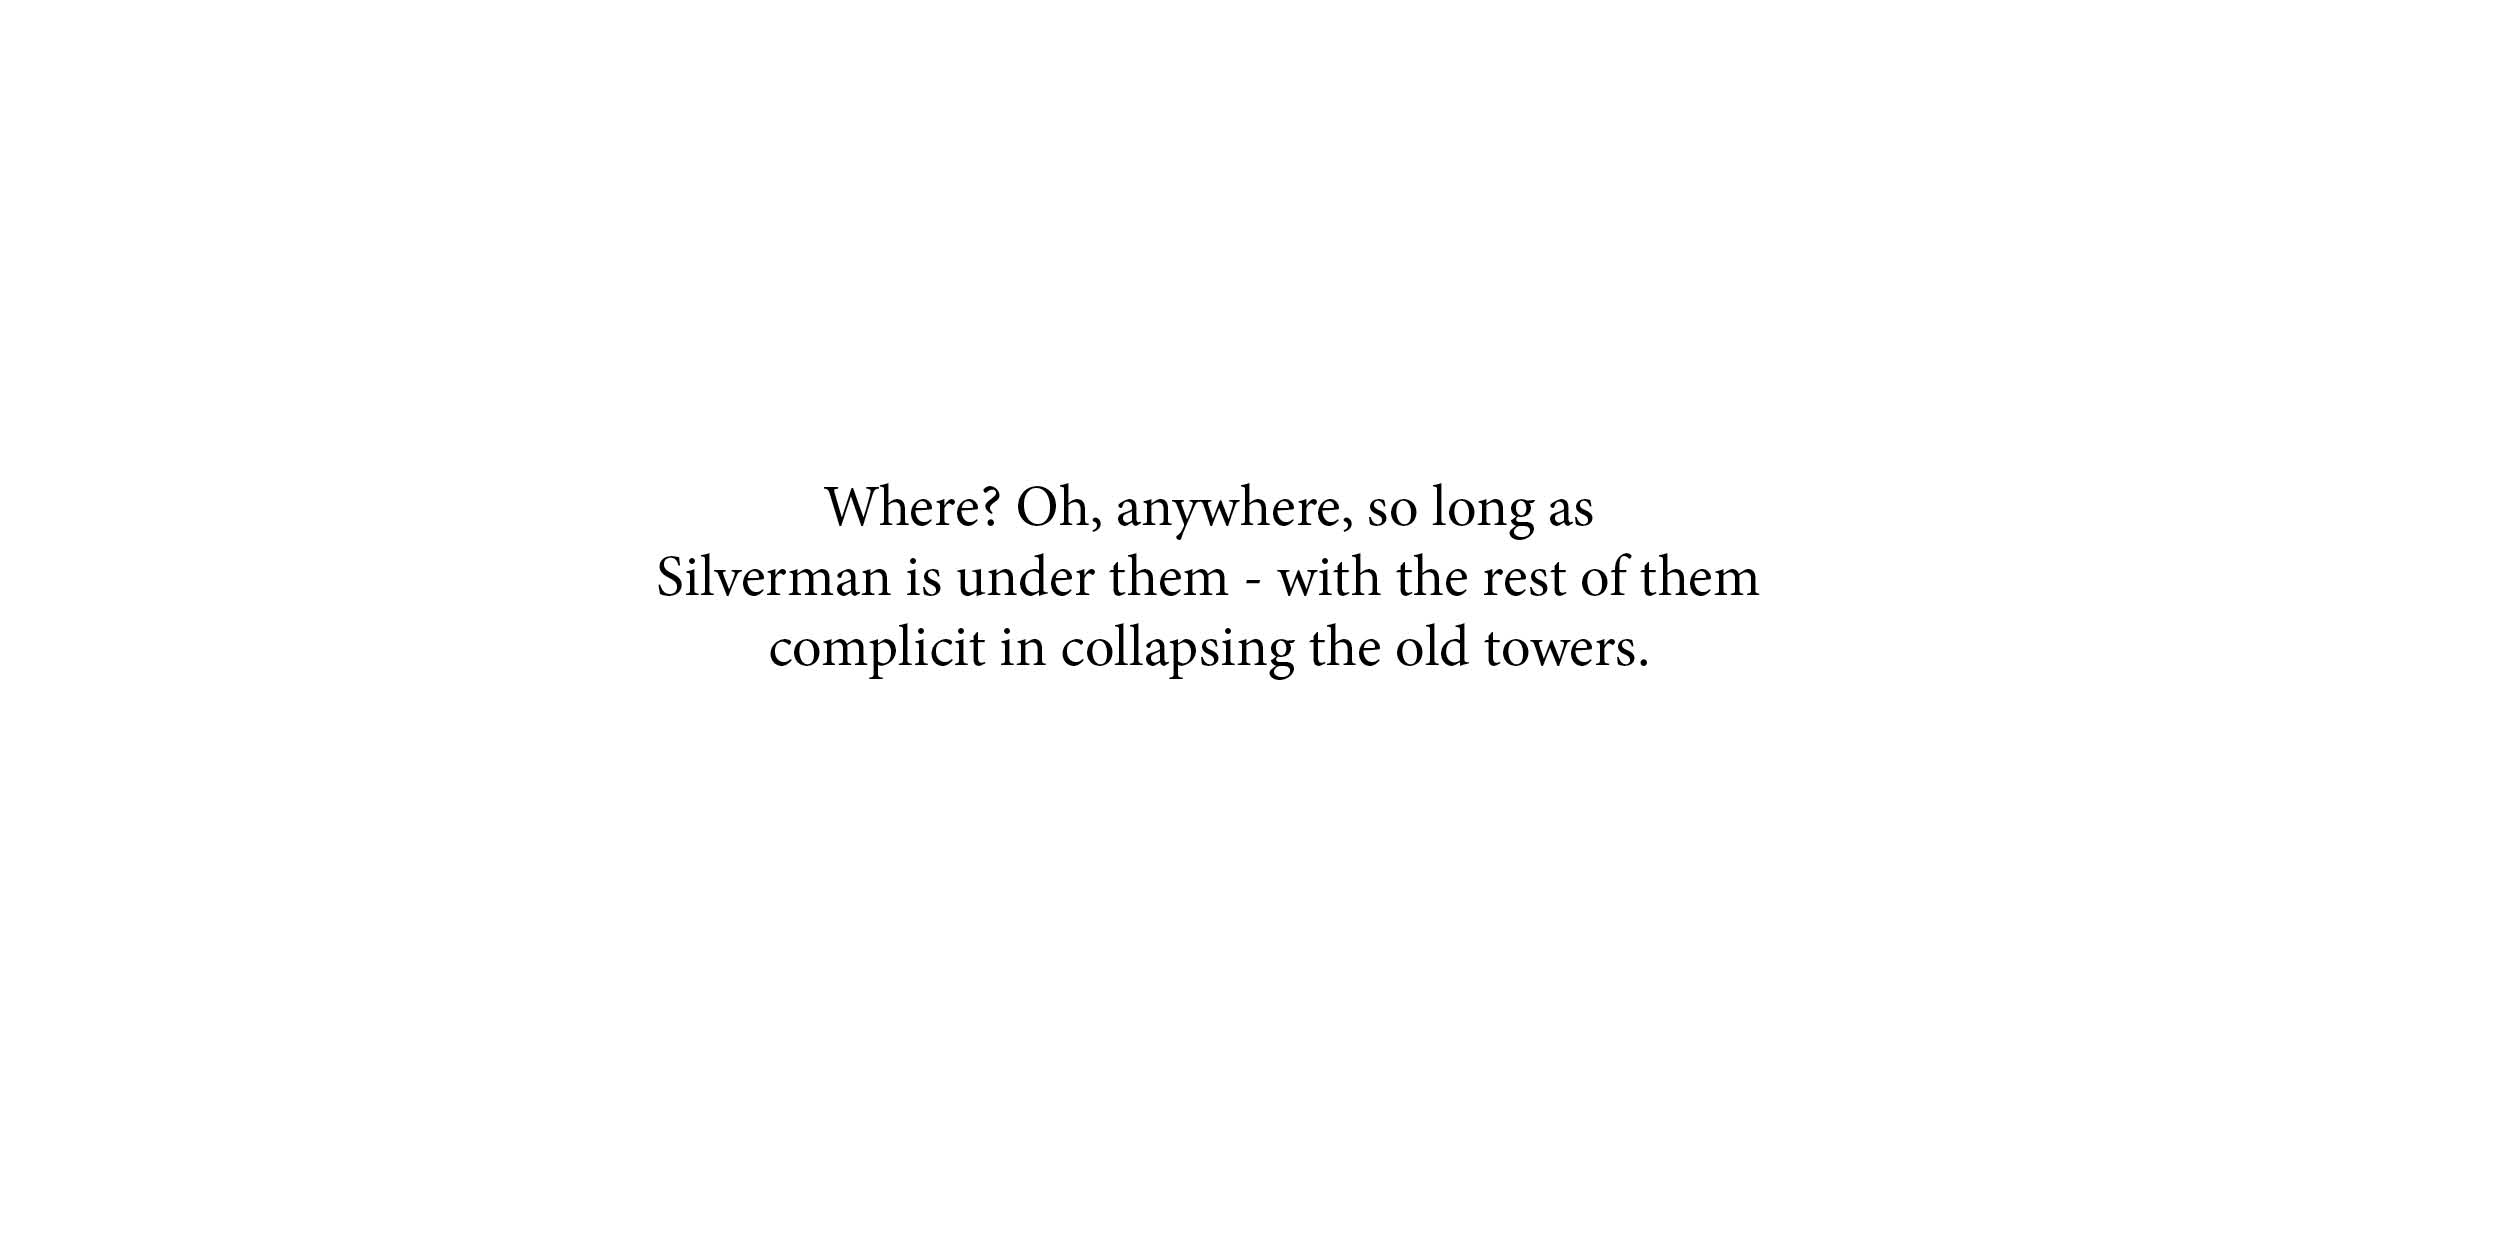 Where? Oh, anywhere, so long as
Silverman is under them - with the rest of them
complicit in collapsing the old towers.